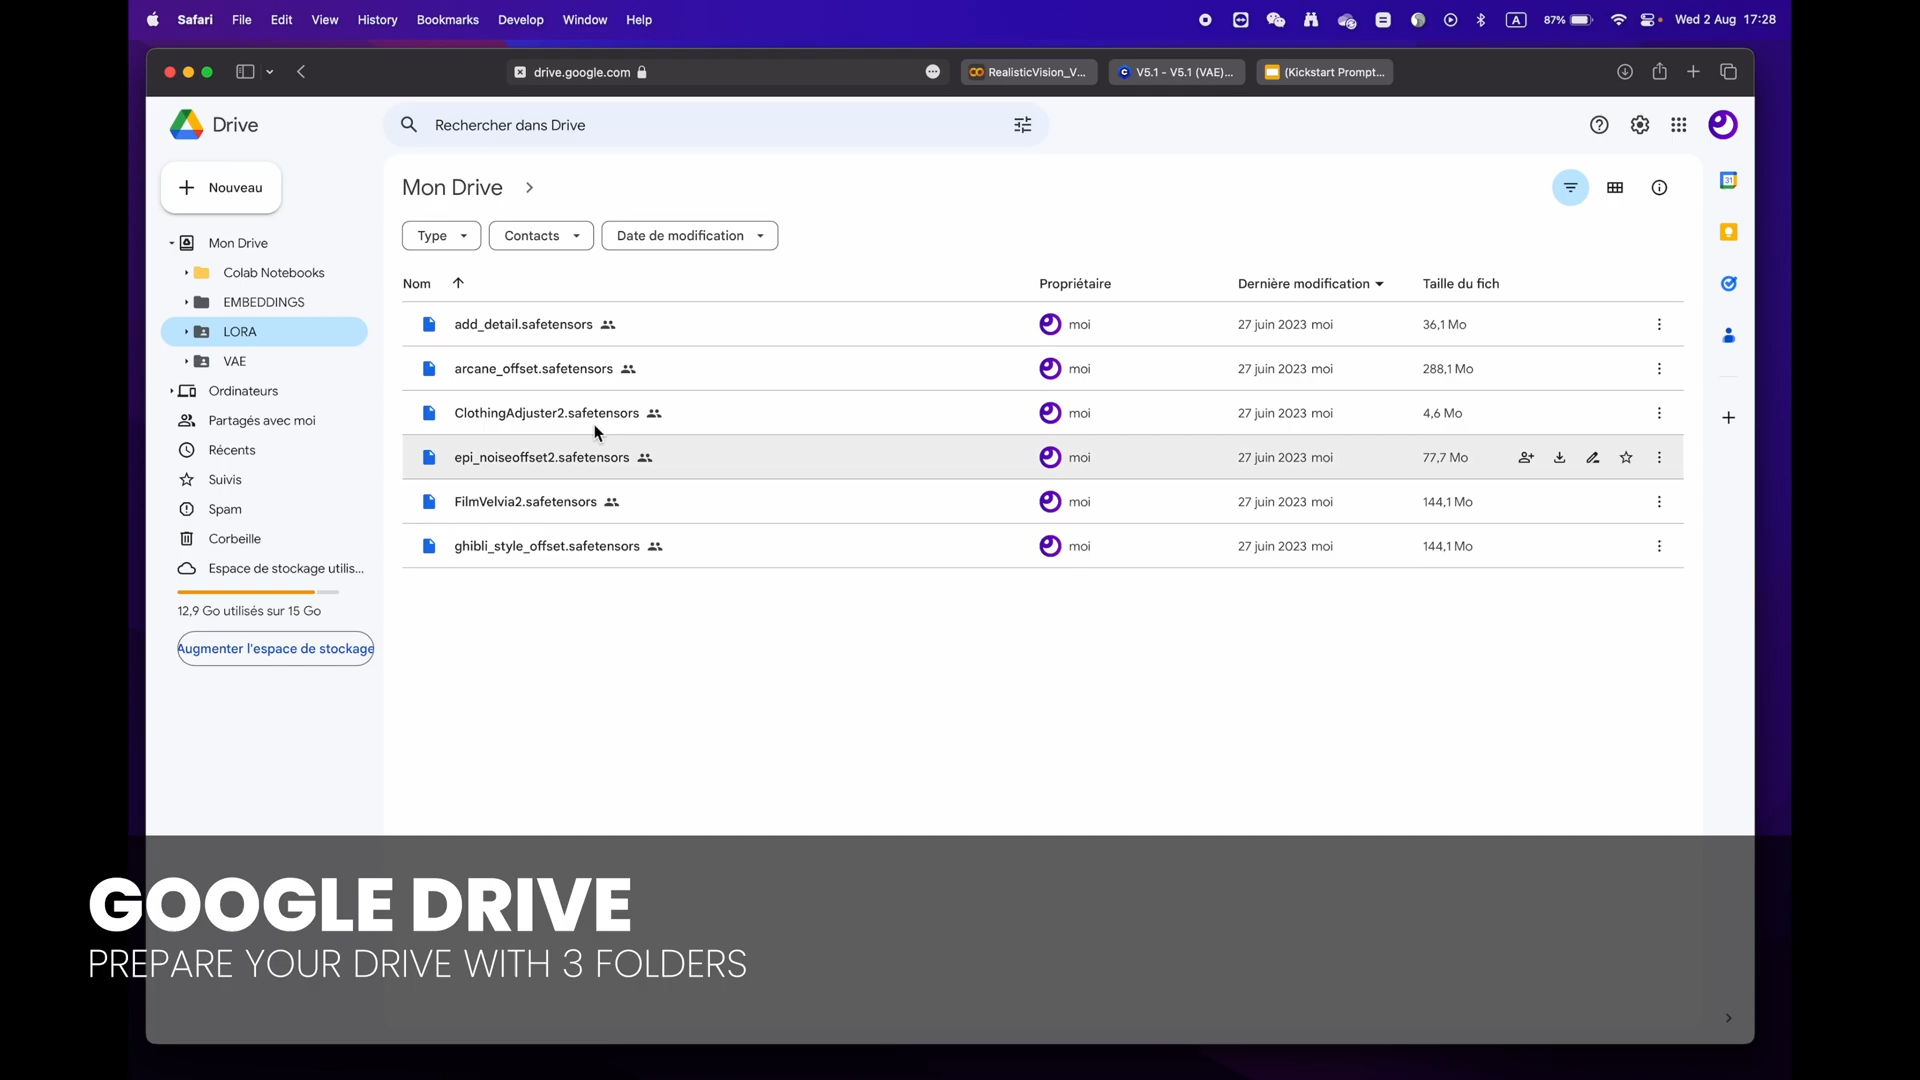 Safari File Edit View History Bookmarks Develop Window Help A 87% Wed 2 Aug 17:28
drive.google.com RealisticVision_V... V5.1 - V5.1 (VAE)... (Kickstart Prompt...
Drive
Rechercher dans Drive
Nouveau
Mon Drive
Colab Notebooks
EMBEDDINGS
LORA
VAE
Ordinateurs
Partagés avec moi
Récents
Suivis
Spam
Corbeille
Espace de stockage utilis...
12,9 Go utilisés sur 15 Go
Augmenter l'espace de stockage
Mon Drive
Type Contacts Date de modification
Nom Propriétaire Dernière modification Taille du fich
add_detail.safetensors moi 27 juin 2023 moi 36,1 Mo
arcane_offset.safetensors moi 27 juin 2023 moi 288,1 Mo
ClothingAdjuster2.safetensors moi 27 juin 2023 moi 4,6 Mo
epi_noiseoffset2.safetensors moi 27 juin 2023 moi 77,7 Mo
FilmVelvia2.safetensors moi 27 juin 2023 moi 144,1 Mo
ghibli_style_offset.safetensors moi 27 juin 2023 moi 144,1 Mo
31
GOOGLE DRIVE
PREPARE YOUR DRIVE WITH 3 FOLDERS